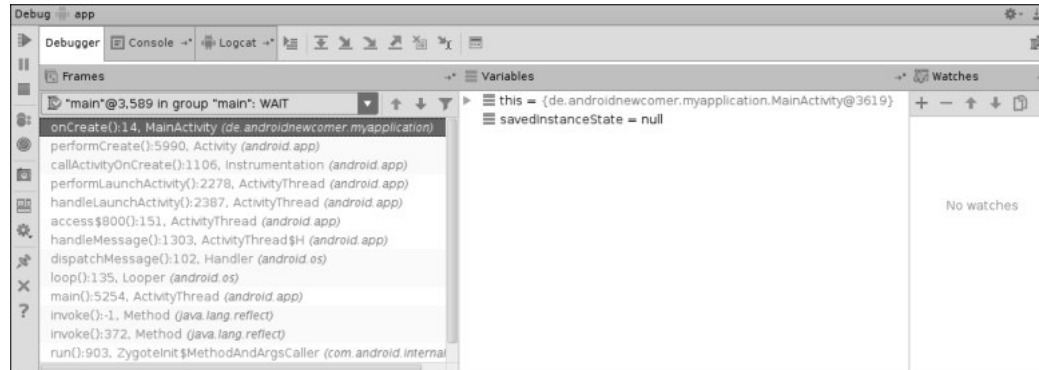 Debug app
Debugger Console Logcat
Frames
Variables
Watches
"main"@3,589 in group "main": WAIT
onCreate():14, MainActivity (de.androidnewcomer.myapplication)
performCreate():5990, Activity (android.app)
callActivityOnCreate():1106, Instrumentation (android.app)
performLaunchActivity():2278, ActivityThread (android.app)
handleLaunchActivity():2387, ActivityThread (android.app)
access$800():151, ActivityThread (android.app)
handleMessage():1303, ActivityThread$H (android.app)
dispatchMessage():102, Handler (android.os)
loop():135, Looper (android.os)
main():5254, ActivityThread (android.app)
invoke():-1, Method (java.lang.reflect)
invoke():372, Method (java.lang.reflect)
run():903, ZygoteInit$MethodAndArgsCaller (com.android.internal
this = {de.androidnewcomer.myapplication.MainActivity@3619}
savedInstanceState = null
No watches